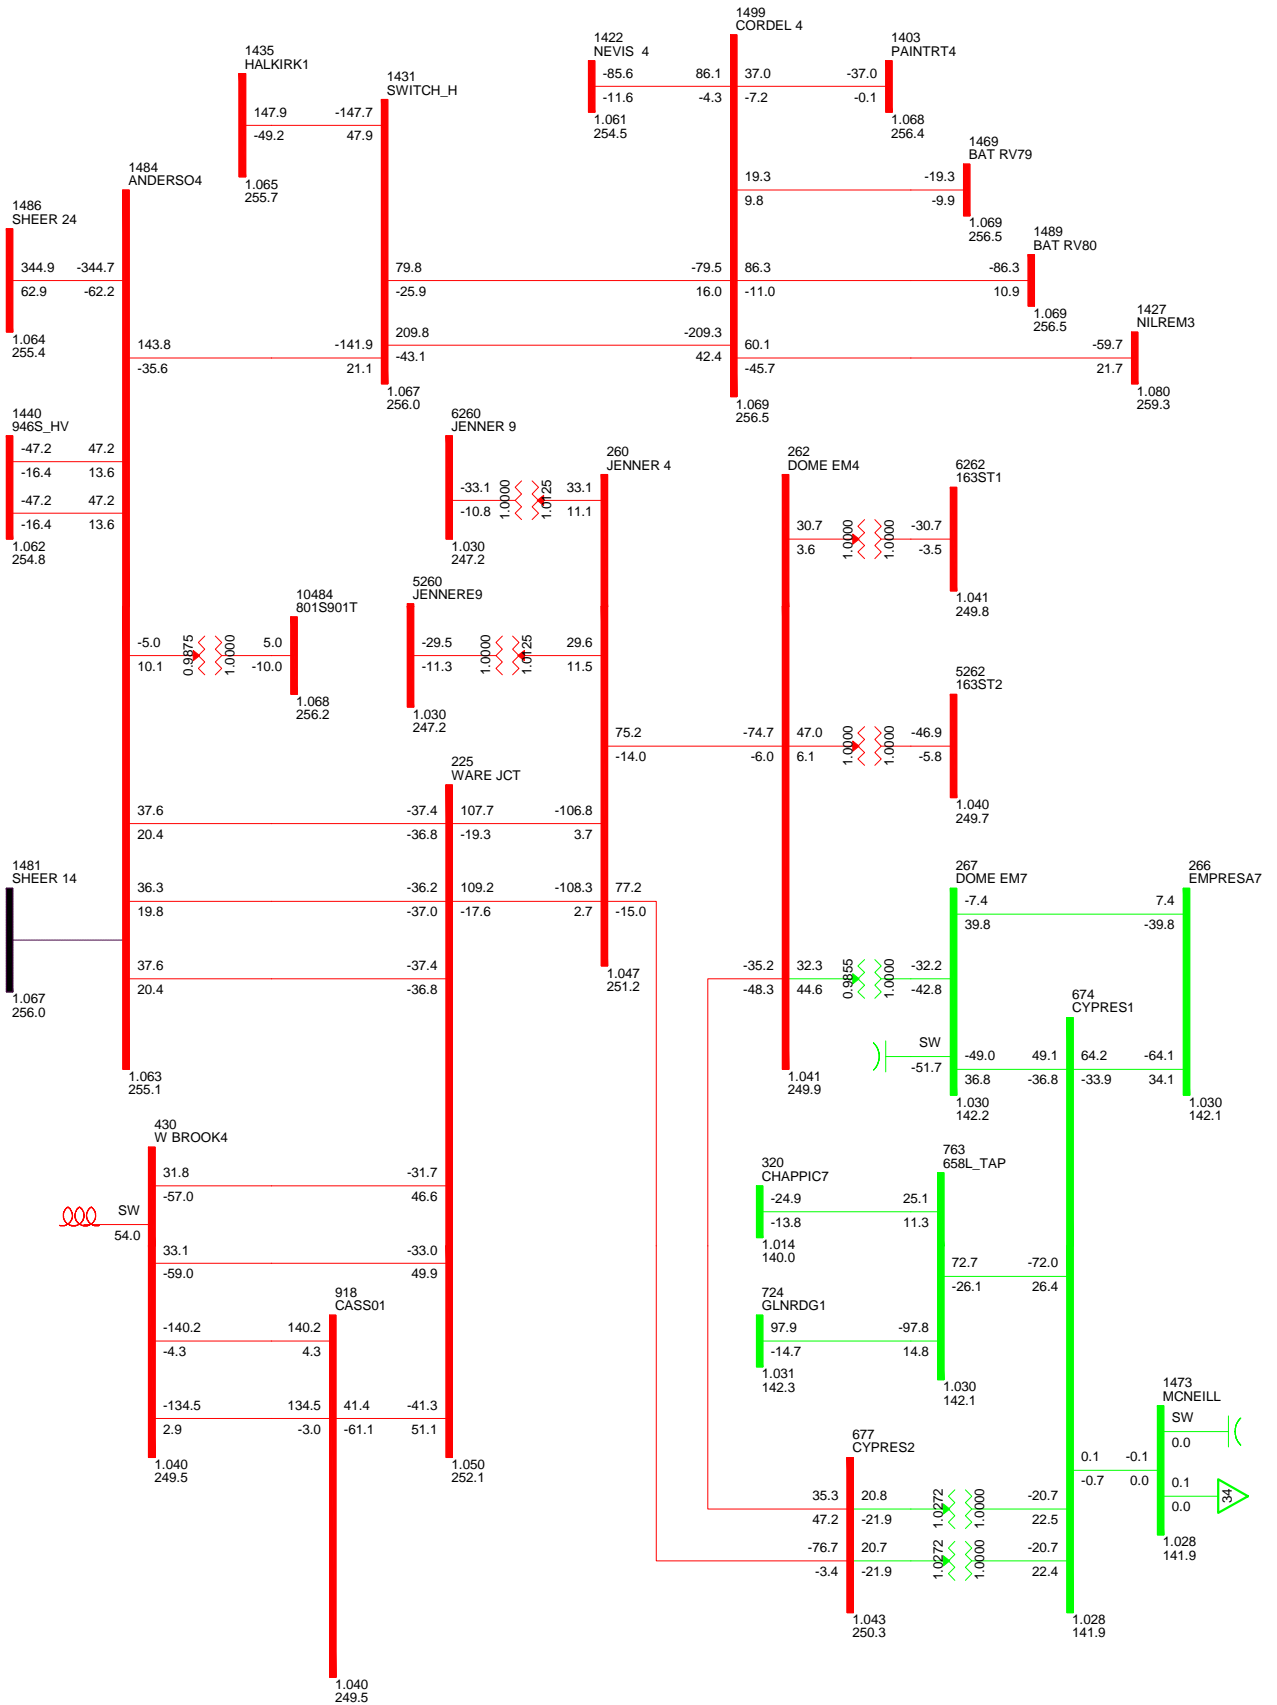 1499
CORDEL 4
1422
NEVIS 4
-85.6 86.1
-11.6 -4.3
1.061
254.5
1403
PAINTRT4
37.0 -37.0
-7.2 -0.1
1.068
256.4
1435
HALKIRK1
147.9 -147.7
-49.2 47.9
1.065
255.7
1431
SWITCH_H
1469
BAT RV79
19.3 -19.3
9.8 -9.9
1.069
256.5
1484
ANDERSO4
1486
SHEER 24
344.9 -344.7
62.9 -62.2
1.064
255.4
1489
BAT RV80
79.8 -79.5 86.3 -86.3
-25.9 16.0 -11.0 10.9
1.069
256.5
1427
NILREM3
209.8 -209.3 60.1 -59.7
-43.1 42.4 -45.7 21.7
1.080
259.3
143.8 -141.9
-35.6 21.1
1.067
256.0
1.069
256.5
1440
946S_HV
-47.2 47.2
-16.4 13.6
-47.2 47.2
-16.4 13.6
1.062
254.8
6260
JENNER 9
-33.1 1.0000 1.0125 33.1
-10.8 11.1
1.030
247.2
260
JENNER 4
262
DOME EM4
6262
163ST1
30.7 1.0000 1.0000 -30.7
3.6 -3.5
1.041
249.8
10484
801S901T
-5.0 0.9875 1.0000 5.0
10.1 -10.0
1.068
256.2
5260
JENNERE9
-29.5 1.0000 1.0125 29.6
-11.3 11.5
1.030
247.2
5262
163ST2
75.2 -74.7 47.0 1.0000 1.0000 -46.9
-14.0 -6.0 6.1 -5.8
1.040
249.7
225
WARE JCT
37.6 -37.4 107.7 -106.8
20.4 -36.8 -19.3 3.7
1481
SHEER 14
1.067
256.0
36.3 -36.2 109.2 -108.3 77.2
19.8 -37.0 -17.6 2.7 -15.0
1.047
251.2
37.6 -37.4
20.4 -36.8
1.063
255.1
267
DOME EM7
266
EMPRESA7
-7.4 7.4
39.8 -39.8
-35.2 32.3 0.9855 1.0000 -32.2
-48.3 44.6 -42.8
674
CYPRES1
SW
-51.7
-49.0 49.1 64.2 -64.1
36.8 -36.8 -33.9 34.1
1.041
249.9
1.030
142.2
1.030
142.1
430
W BROOK4
31.8 -31.7
-57.0 46.6
SW
54.0
33.1 -33.0
-59.0 49.9
320
CHAPPIC7
763
658L_TAP
-24.9 25.1
-13.8 11.3
1.014
140.0
72.7 -72.0
-26.1 26.4
724
GLNRDG1
97.9 -97.8
-14.7 14.8
1.031
142.3
1.030
142.1
918
CASS01
-140.2 140.2
-4.3 4.3
-134.5 134.5 41.4 -41.3
2.9 -3.0 -61.1 51.1
1.040
249.5
1.050
252.1
1473
MCNEILL
SW
0.0
0.1 -0.1
-0.7 0.0
0.1
0.0
34
1.028
141.9
677
CYPRES2
35.3 20.8 1.0272 1.0000 -20.7
47.2 -21.9 22.5
-76.7 20.7 1.0272 1.0000 -20.7
-3.4 -21.9 22.4
1.043
250.3
1.028
141.9
1.040
249.5